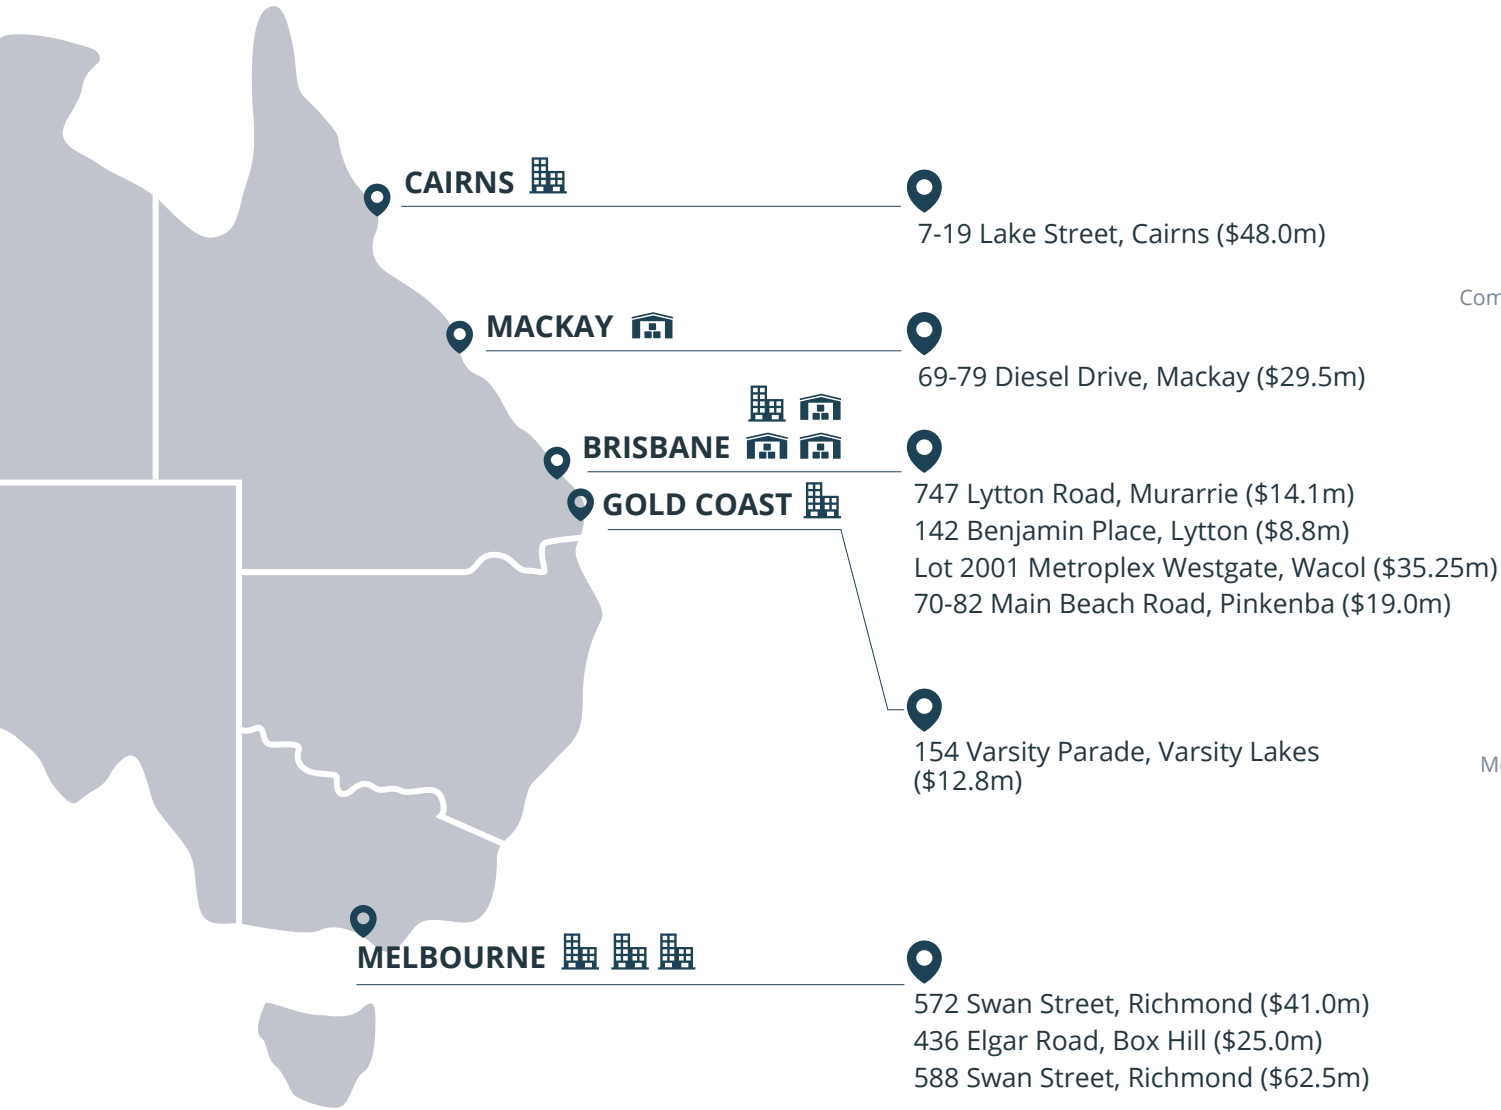 CAIRNS
7-19 Lake Street, Cairns ($48.0m)
Com
MACKAY
69-79 Diesel Drive, Mackay ($29.5m)
BRISBANE
747 Lytton Road, Murarrie ($14.1m)
142 Benjamin Place, Lytton ($8.8m)
Lot 2001 Metroplex Westgate, Wacol ($35.25m)
70-82 Main Beach Road, Pinkenba ($19.0m)
GOLD COAST
154 Varsity Parade, Varsity Lakes
($12.8m)
MELBOURNE
572 Swan Street, Richmond ($41.0m)
436 Elgar Road, Box Hill ($25.0m)
588 Swan Street, Richmond ($62.5m)